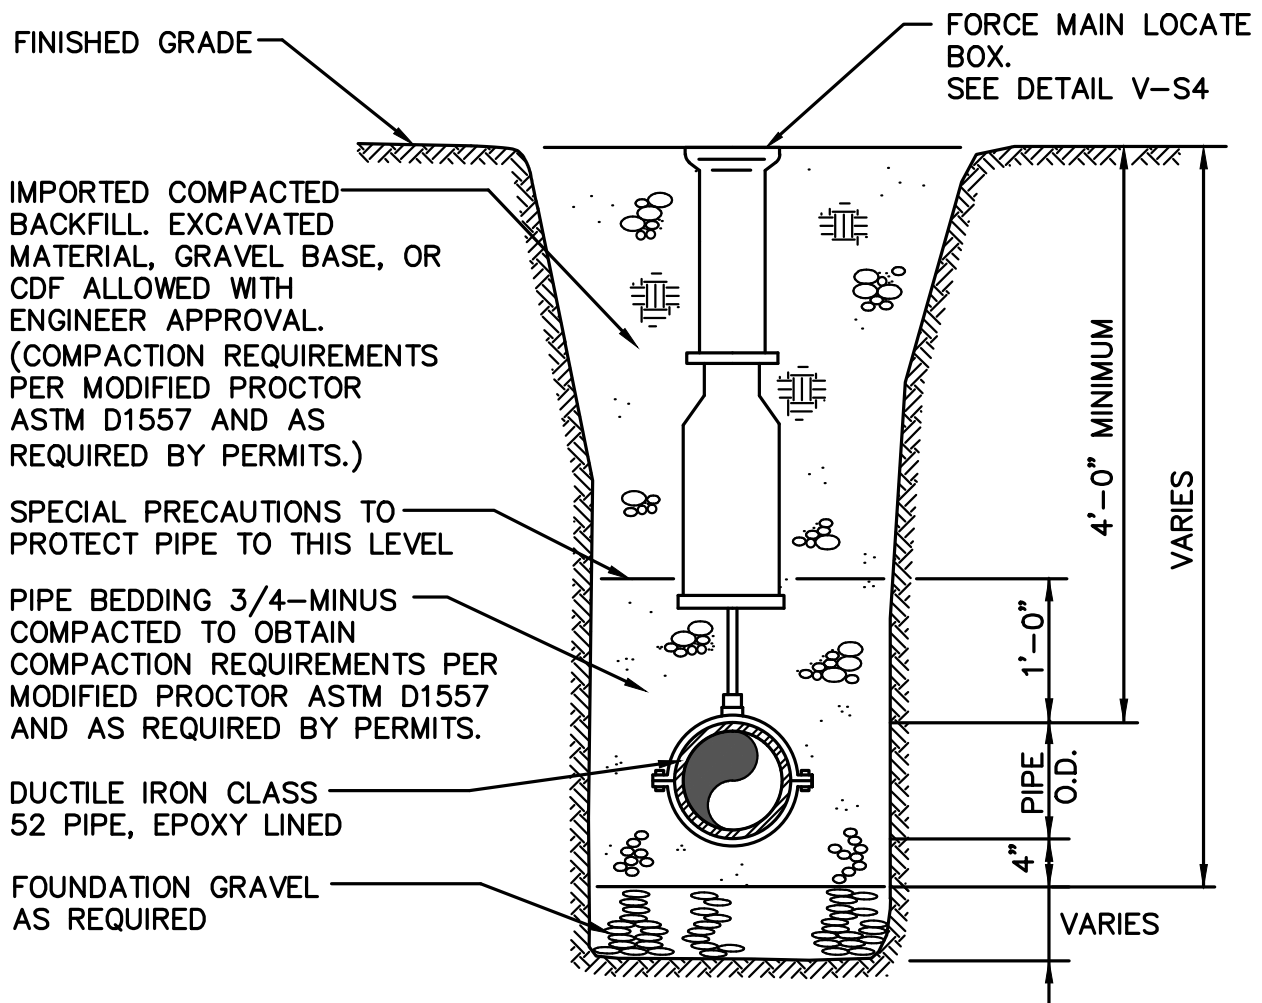 FINISHED GRADE
FORCE MAIN LOCATE
BOX.
SEE DETAIL V-S4
IMPORTED COMPACTED
BACKFILL. EXCAVATED
MATERIAL, GRAVEL BASE, OR
CDF ALLOWED WITH
ENGINEER APPROVAL.
(COMPACTION REQUIREMENTS
PER MODIFIED PROCTOR
ASTM D1557 AND AS
REQUIRED BY PERMITS.)
SPECIAL PRECAUTIONS TO
PROTECT PIPE TO THIS LEVEL
PIPE BEDDING 3/4-MINUS
COMPACTED TO OBTAIN
COMPACTION REQUIREMENTS PER
MODIFIED PROCTOR ASTM D1557
AND AS REQUIRED BY PERMITS.
DUCTILE IRON CLASS
52 PIPE, EPOXY LINED
FOUNDATION GRAVEL
AS REQUIRED
4'-0" MINIMUM
VARIES
1'-0"
PIPE
O.D.
4"
VARIES